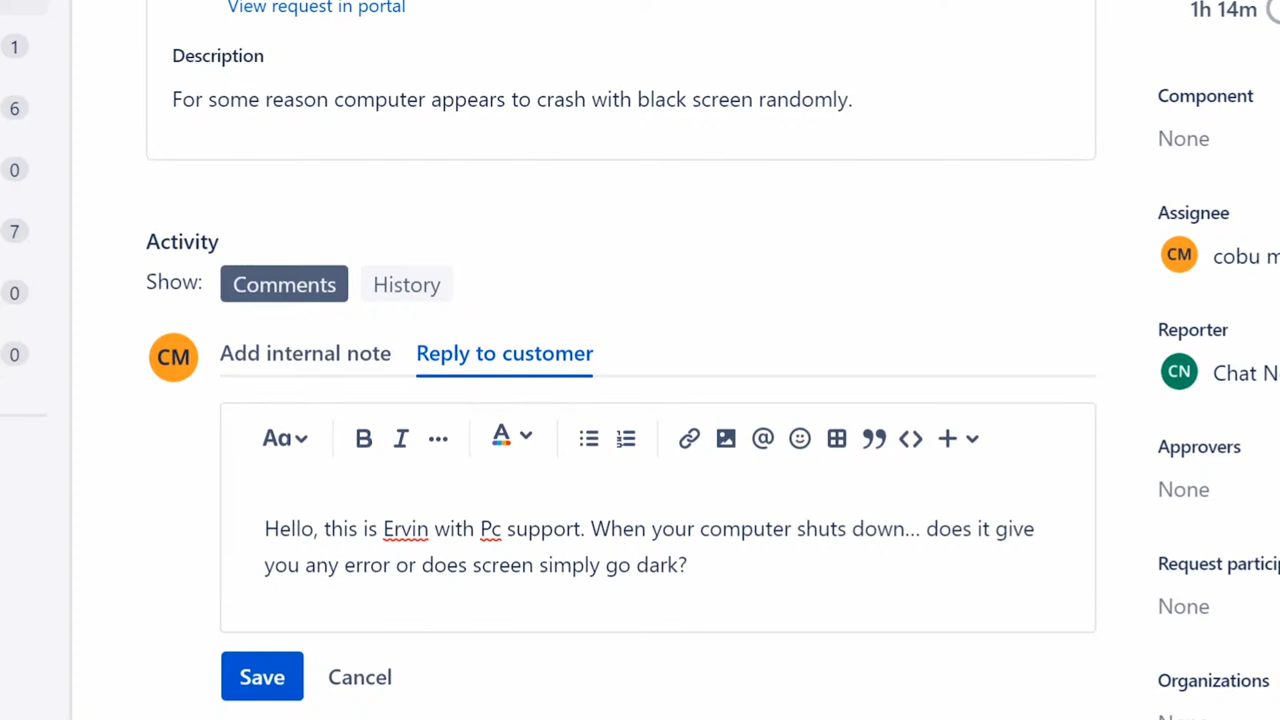 View request in portal
1h 14m
1
Description
6
For some reason computer appears to crash with black screen randomly.
Component
None
0
Assignee
7
Activity
CM cobu m
Show: Comments History
0
Reporter
CM Add internal note Reply to customer
0
CN Chat N
Aa B I ... A @ +
Approvers
None
Hello, this is Ervin with Pc support. When your computer shuts down... does it give
you any error or does screen simply go dark?
Request partici
None
Save Cancel
Organizations